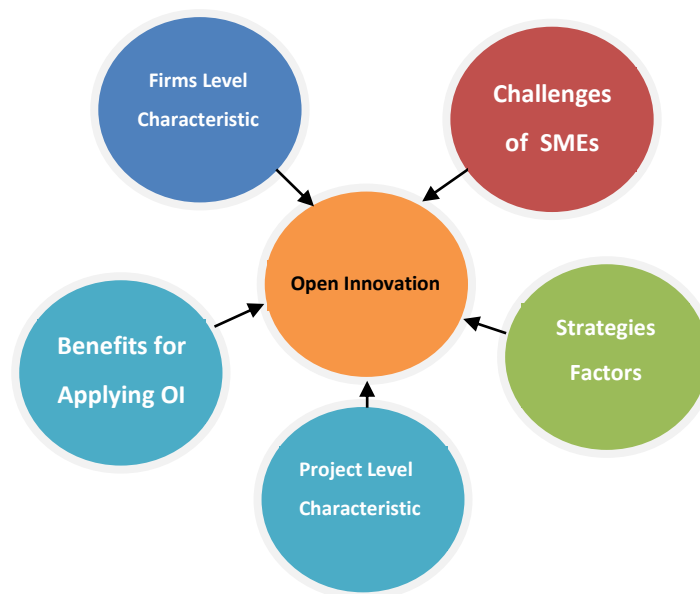 Firms Level
Characteristic
Challenges
of SMEs
Open Innovation
Benefits for
Applying OI
Strategies
Factors
Project Level
Characteristic